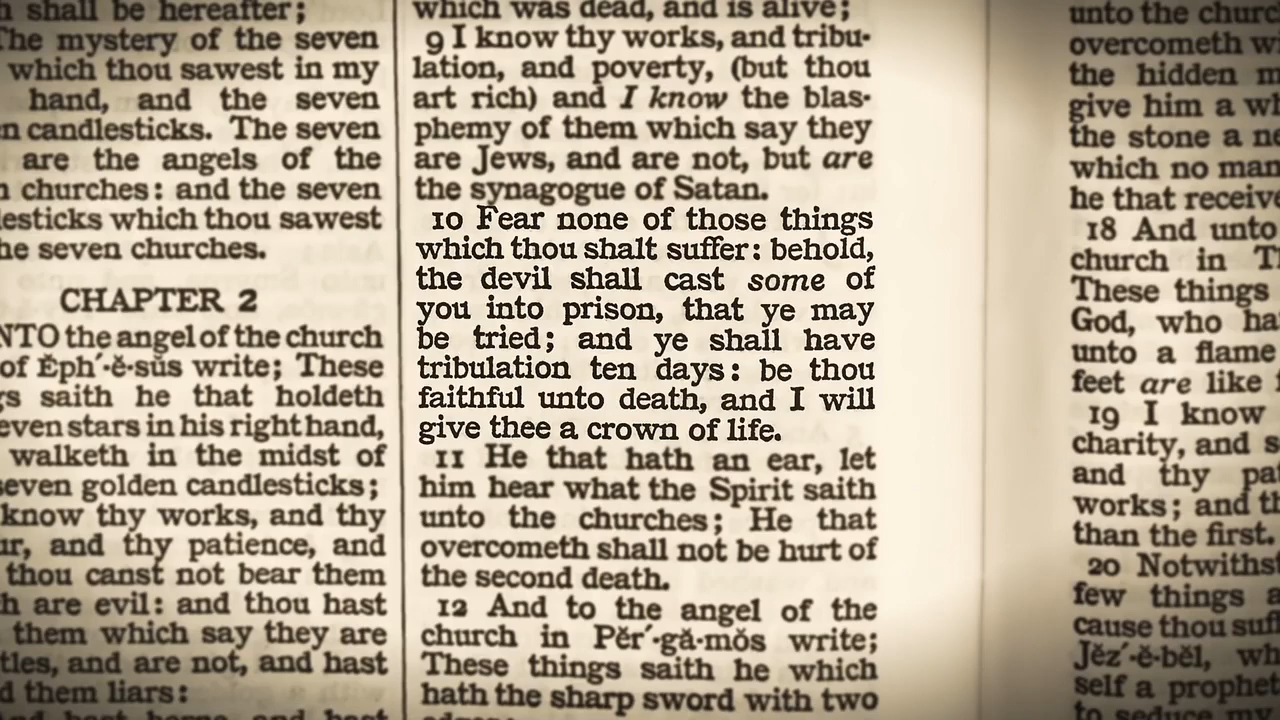 shall be hereafter;
The mystery of the seven
which thou sawest in my
hand, and the seven
candlesticks. The seven
are the angels of the
churches: and the seven
which thou sawest
seven churches.
CHAPTER 2
the angel of the church
of Ĕph´·ĕ·sŭs write; These
saith he that holdeth
stars in his right hand,
walketh in the midst of
seven golden candlesticks;
know thy works, and thy
and thy patience, and
thou canst not bear them
are evil: and thou hast
them which say they are
and are not, and hast
them liars:
which was dead, and is alive;
9 I know thy works, and tribu-
lation, and poverty, (but thou
art rich) and I know the blas-
phemy of them which say they
are Jews, and are not, but are
the synagogue of Satan.
10 Fear none of those things
which thou shalt suffer: behold,
the devil shall cast some of
you into prison, that ye may
be tried; and ye shall have
tribulation ten days: be thou
faithful unto death, and I will
give thee a crown of life.
11 He that hath an ear, let
him hear what the Spirit saith
unto the churches; He that
overcometh shall not be hurt of
the second death.
12 And to the angel of the
church in Pĕr´·gă·mŏs write;
These things saith he which
hath the sharp sword with two
unto the
overcometh
the hidden
give him a
the stone a
which no man
he that
18 And unto
church in
These things
God, who
unto a flame
feet are like
19 I know
charity, and
and thy
works; and
than the first.
20
few things
cause thou
Jĕz´·ĕ·bĕl,
self a
to seduce my